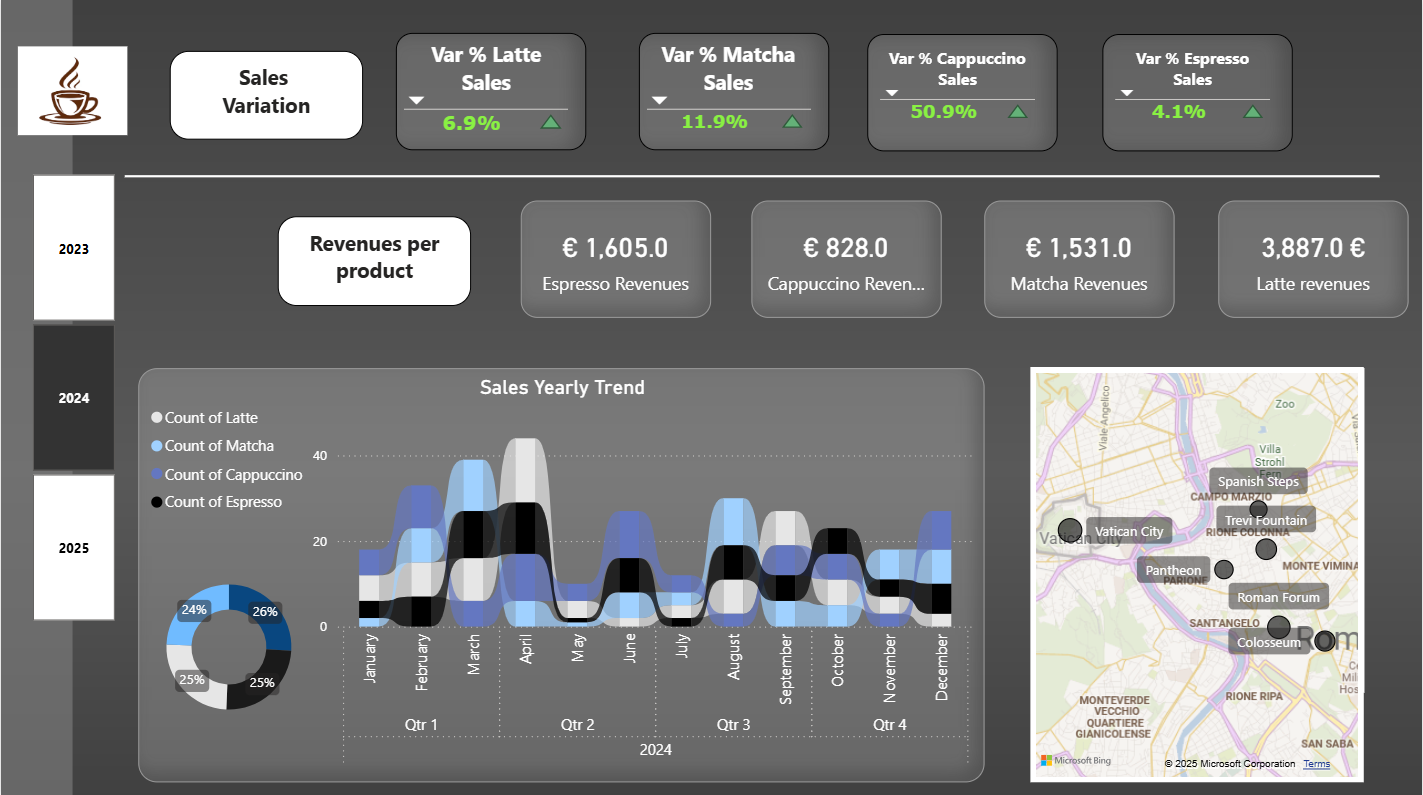 Sales
Variation
Var % Latte
Sales
6.9%
Var % Matcha
Sales
11.9%
Var % Cappuccino
Sales
50.9%
Var % Espresso
Sales
4.1%
2023
2024
2025
Revenues per
product
€ 1,605.0
Espresso Revenues
€ 828.0
Cappuccino Reven...
€ 1,531.0
Matcha Revenues
3,887.0 €
Latte revenues
Sales Yearly Trend
Count of Latte
Count of Matcha
Count of Cappuccino
Count of Espresso
24%
26%
25%
25%
40
20
0
January
February
March
April
May
June
July
August
September
October
November
December
Qtr 1
Qtr 2
Qtr 3
Qtr 4
2024
Viale Angelico
Zoo
Villa
Strohl
Fern
Spanish Steps
CAMPO MARZIO
Trevi Fountain
RIONE COLONNA
Vatican City
Vatican City
MONTE VIMINA
Pantheon
PARIONE
Roman Forum
SANT'ANGELO
Colosseum
Rom
MONTEVERDE
VECCHIO
QUARTIERE
GIANICOLENSE
RIONE RIPA
Mili
Hos
SAN SABA
Microsoft Bing
© 2025 Microsoft Corporation
Terms